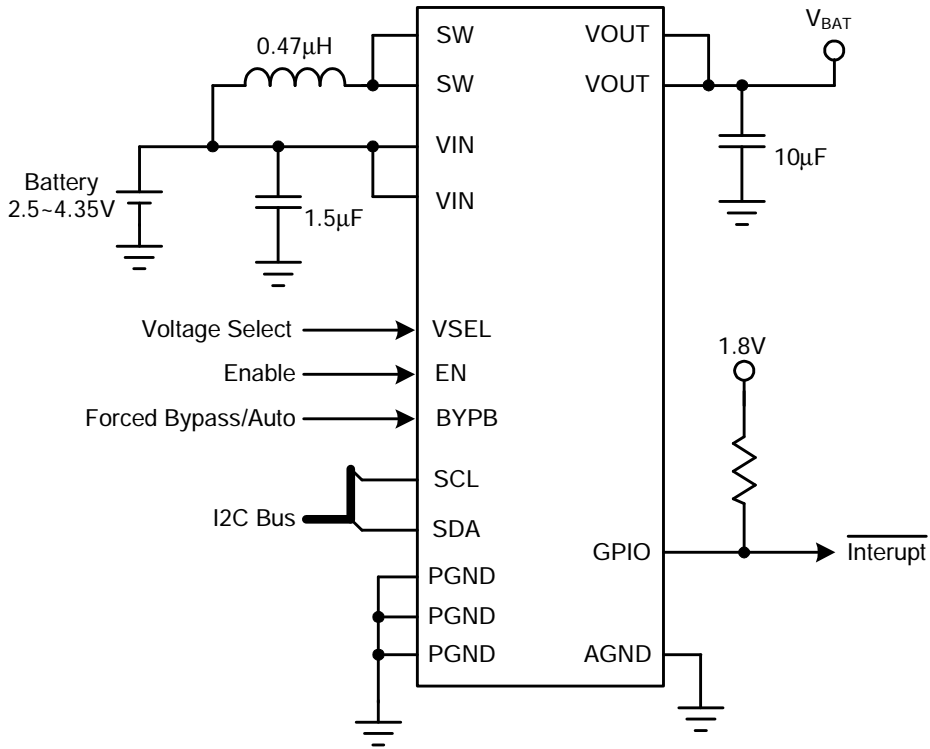 SW
VOUT
V_BAT
0.47μH
SW
VOUT
VIN
10μF
Battery
2.5~4.35V
VIN
1.5μF
Voltage Select
VSEL
1.8V
Enable
EN
Forced Bypass/Auto
BYPB
SCL
I2C Bus
SDA
GPIO
Interupt
PGND
PGND
PGND
AGND